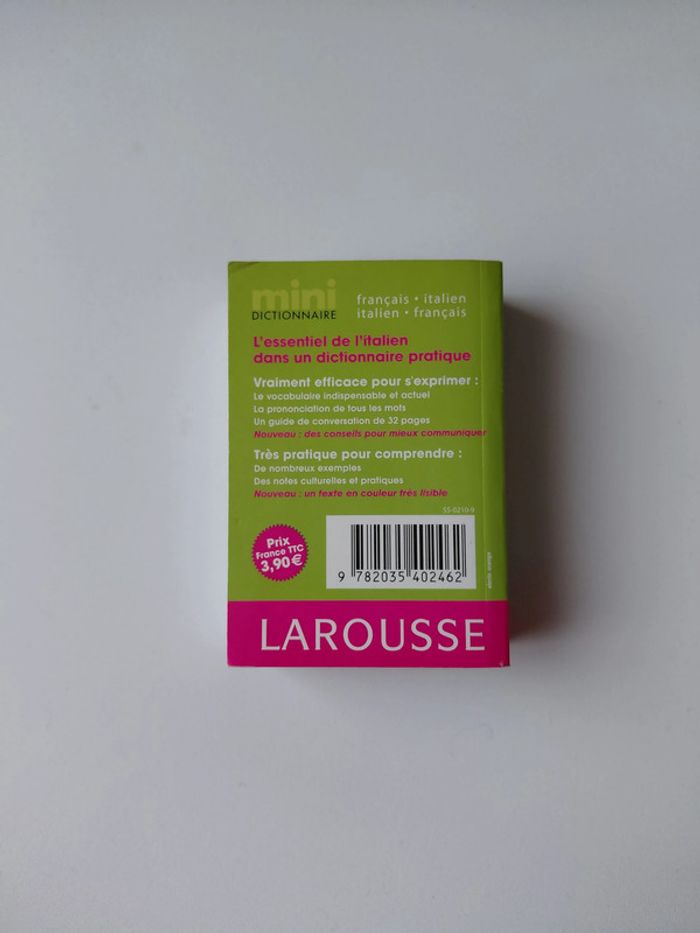 mini
DICTIONNAIRE
français • italien
italien • français
L'essentiel de l'italien
dans un dictionnaire pratique
Vraiment efficace pour s'exprimer :
Le vocabulaire indispensable et actuel
La prononciation de tous les mots
Un guide de conversation de 32 pages
Nouveau : des conseils pour mieux communiquer
Très pratique pour comprendre :
De nombreux exemples
Des notes culturelles et pratiques
Nouveau : un texte en couleur très lisible
55-0210-9
Prix
France TTC
3,90€
9 782035 402462
LAROUSSE